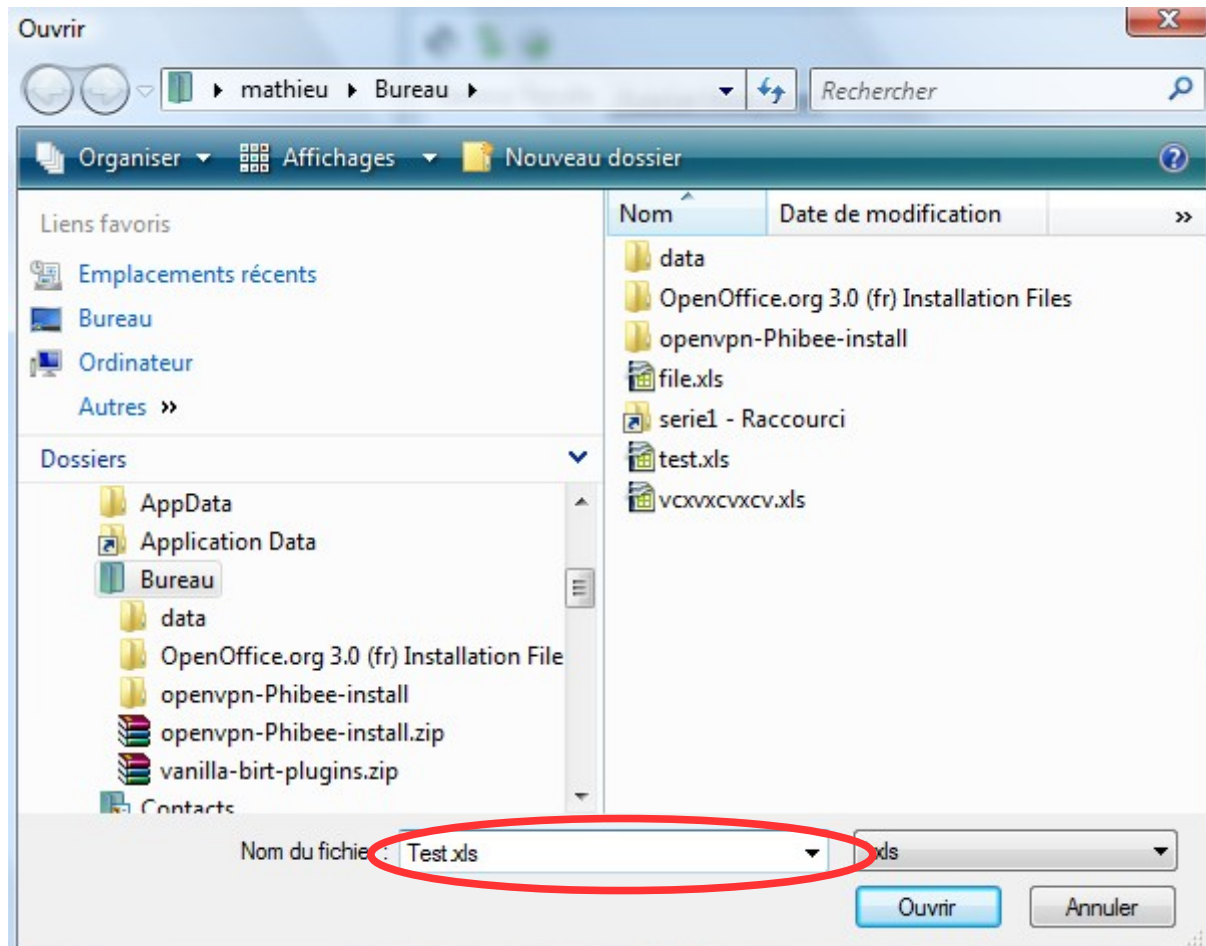 Ouvrir
mathieu Bureau
Rechercher
Organiser Affichages Nouveau dossier
Liens favoris
Emplacements récents
Bureau
Ordinateur
Autres »
Dossiers
AppData
Application Data
Bureau
data
OpenOffice.org 3.0 (fr) Installation File
openvpn-Phibee-install
openvpn-Phibee-install.zip
vanilla-birt-plugins.zip
Contacts
Nom Date de modification »
data
OpenOffice.org 3.0 (fr) Installation Files
openvpn-Phibee-install
file.xls
serie1 - Raccourci
test.xls
vcxvxcvxcv.xls
Nom du fichier : Test.xls
xls
Ouvrir Annuler